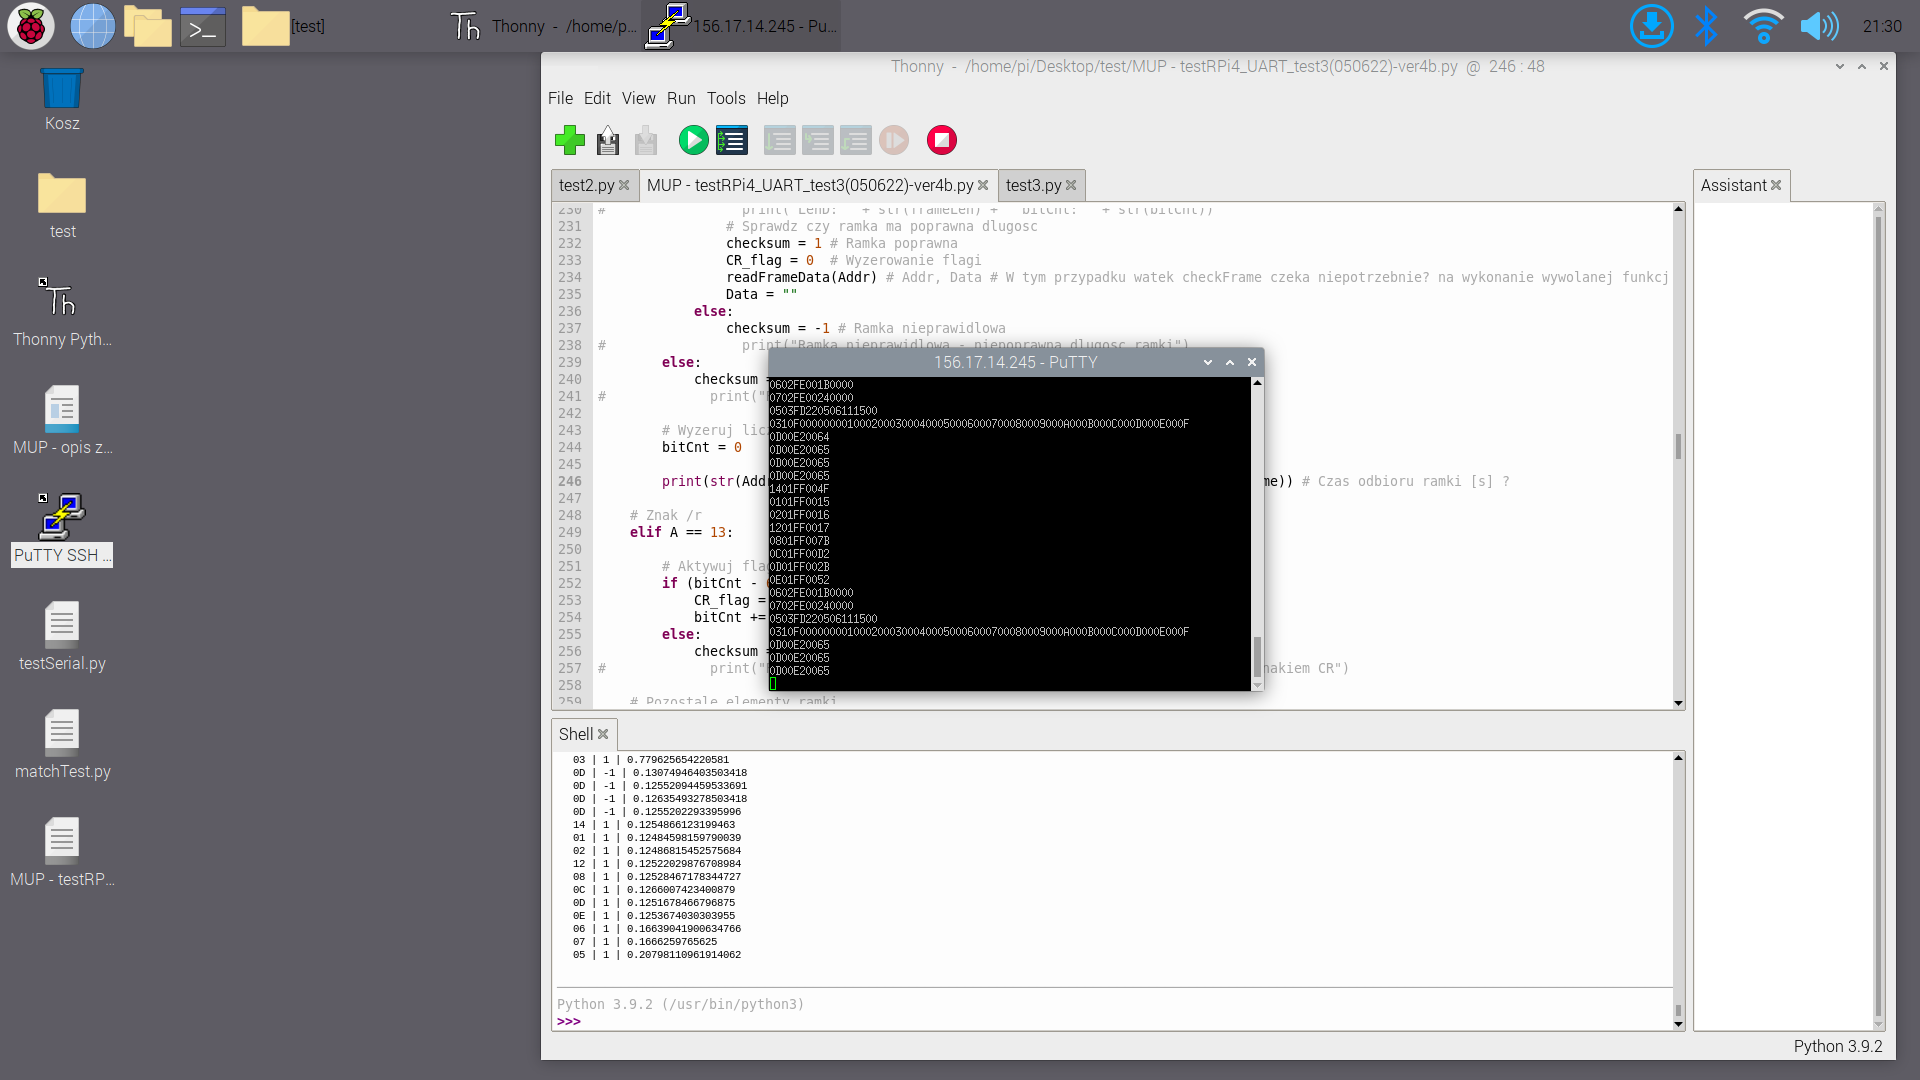 [test]
Thonny - /home/p...
156.17.14.245 - Pu...
21:30
Kosz
test
Thonny Pyth...
MUP - opis z...
PuTTY SSH ...
testSerial.py
matchTest.py
MUP - testRP...
Thonny - /home/pi/Desktop/test/MUP - testRPi4_UART_test3(050622)-ver4b.py @ 246 : 48
File Edit View Run Tools Help
test2.py
MUP - testRPi4_UART_test3(050622)-ver4b.py
test3.py
Assistant
230 # print("LenD: " + str(frameLen) + " bitCnt: " + str(bitCnt))
231 # Sprawdz czy ramka ma poprawna dlugosc
232 checksum = 1 # Ramka poprawna
233 CR_flag = 0 # Wyzerowanie flagi
234 readFrameData(Addr) # Addr, Data # W tym przypadku watek checkFrame czeka niepotrzebnie? na wykonanie wywolanej funkcj
235 Data = ""
236 else:
237 checksum = -1 # Ramka nieprawidlowa
238 # print("Ramka nieprawidlowa - niepoprawna dlugosc ramki")
239 else:
240 checksum =
241 # print("
242
243 # Wyzeruj lic
244 bitCnt = 0
245
246 print(str(Add me)) # Czas odbioru ramki [s] ?
247
248 # Znak /r
249 elif A == 13:
250
251 # Aktywuj fla
252 if (bitCnt -
253 CR_flag =
254 bitCnt +=
255 else:
256 checksum =
257 # print(" nakiem CR")
258
259 # Pozostale elementy ramki
156.17.14.245 - PuTTY
0602FE001B0000
0702FE00240000
0503FD220506111500
0310F0000000100020003000400050006000700080009000A000B000C000D000E000F
0D00E20064
0D00E20065
0D00E20065
0D00E20065
1401FF004F
0101FF0015
0201FF0016
1201FF0017
0801FF007B
0C01FF00D2
0D01FF002B
0E01FF0052
0602FE001B0000
0702FE00240000
0503FD220506111500
0310F0000000100020003000400050006000700080009000A000B000C000D000E000F
0D00E20065
0D00E20065
0D00E20065
Shell
03 | 1 | 0.779625654220581
0D | -1 | 0.13074946403503418
0D | -1 | 0.12552094459533691
0D | -1 | 0.12635493278503418
0D | -1 | 0.1255202293395996
14 | 1 | 0.1254866123199463
01 | 1 | 0.12484598159790039
02 | 1 | 0.12486815452575684
12 | 1 | 0.12522029876708984
08 | 1 | 0.12528467178344727
0C | 1 | 0.1266007423400879
0D | 1 | 0.1251678466796875
0E | 1 | 0.1253674030303955
06 | 1 | 0.16639041900634766
07 | 1 | 0.1666259765625
05 | 1 | 0.20798110961914062
Python 3.9.2 (/usr/bin/python3)
>>>
Python 3.9.2